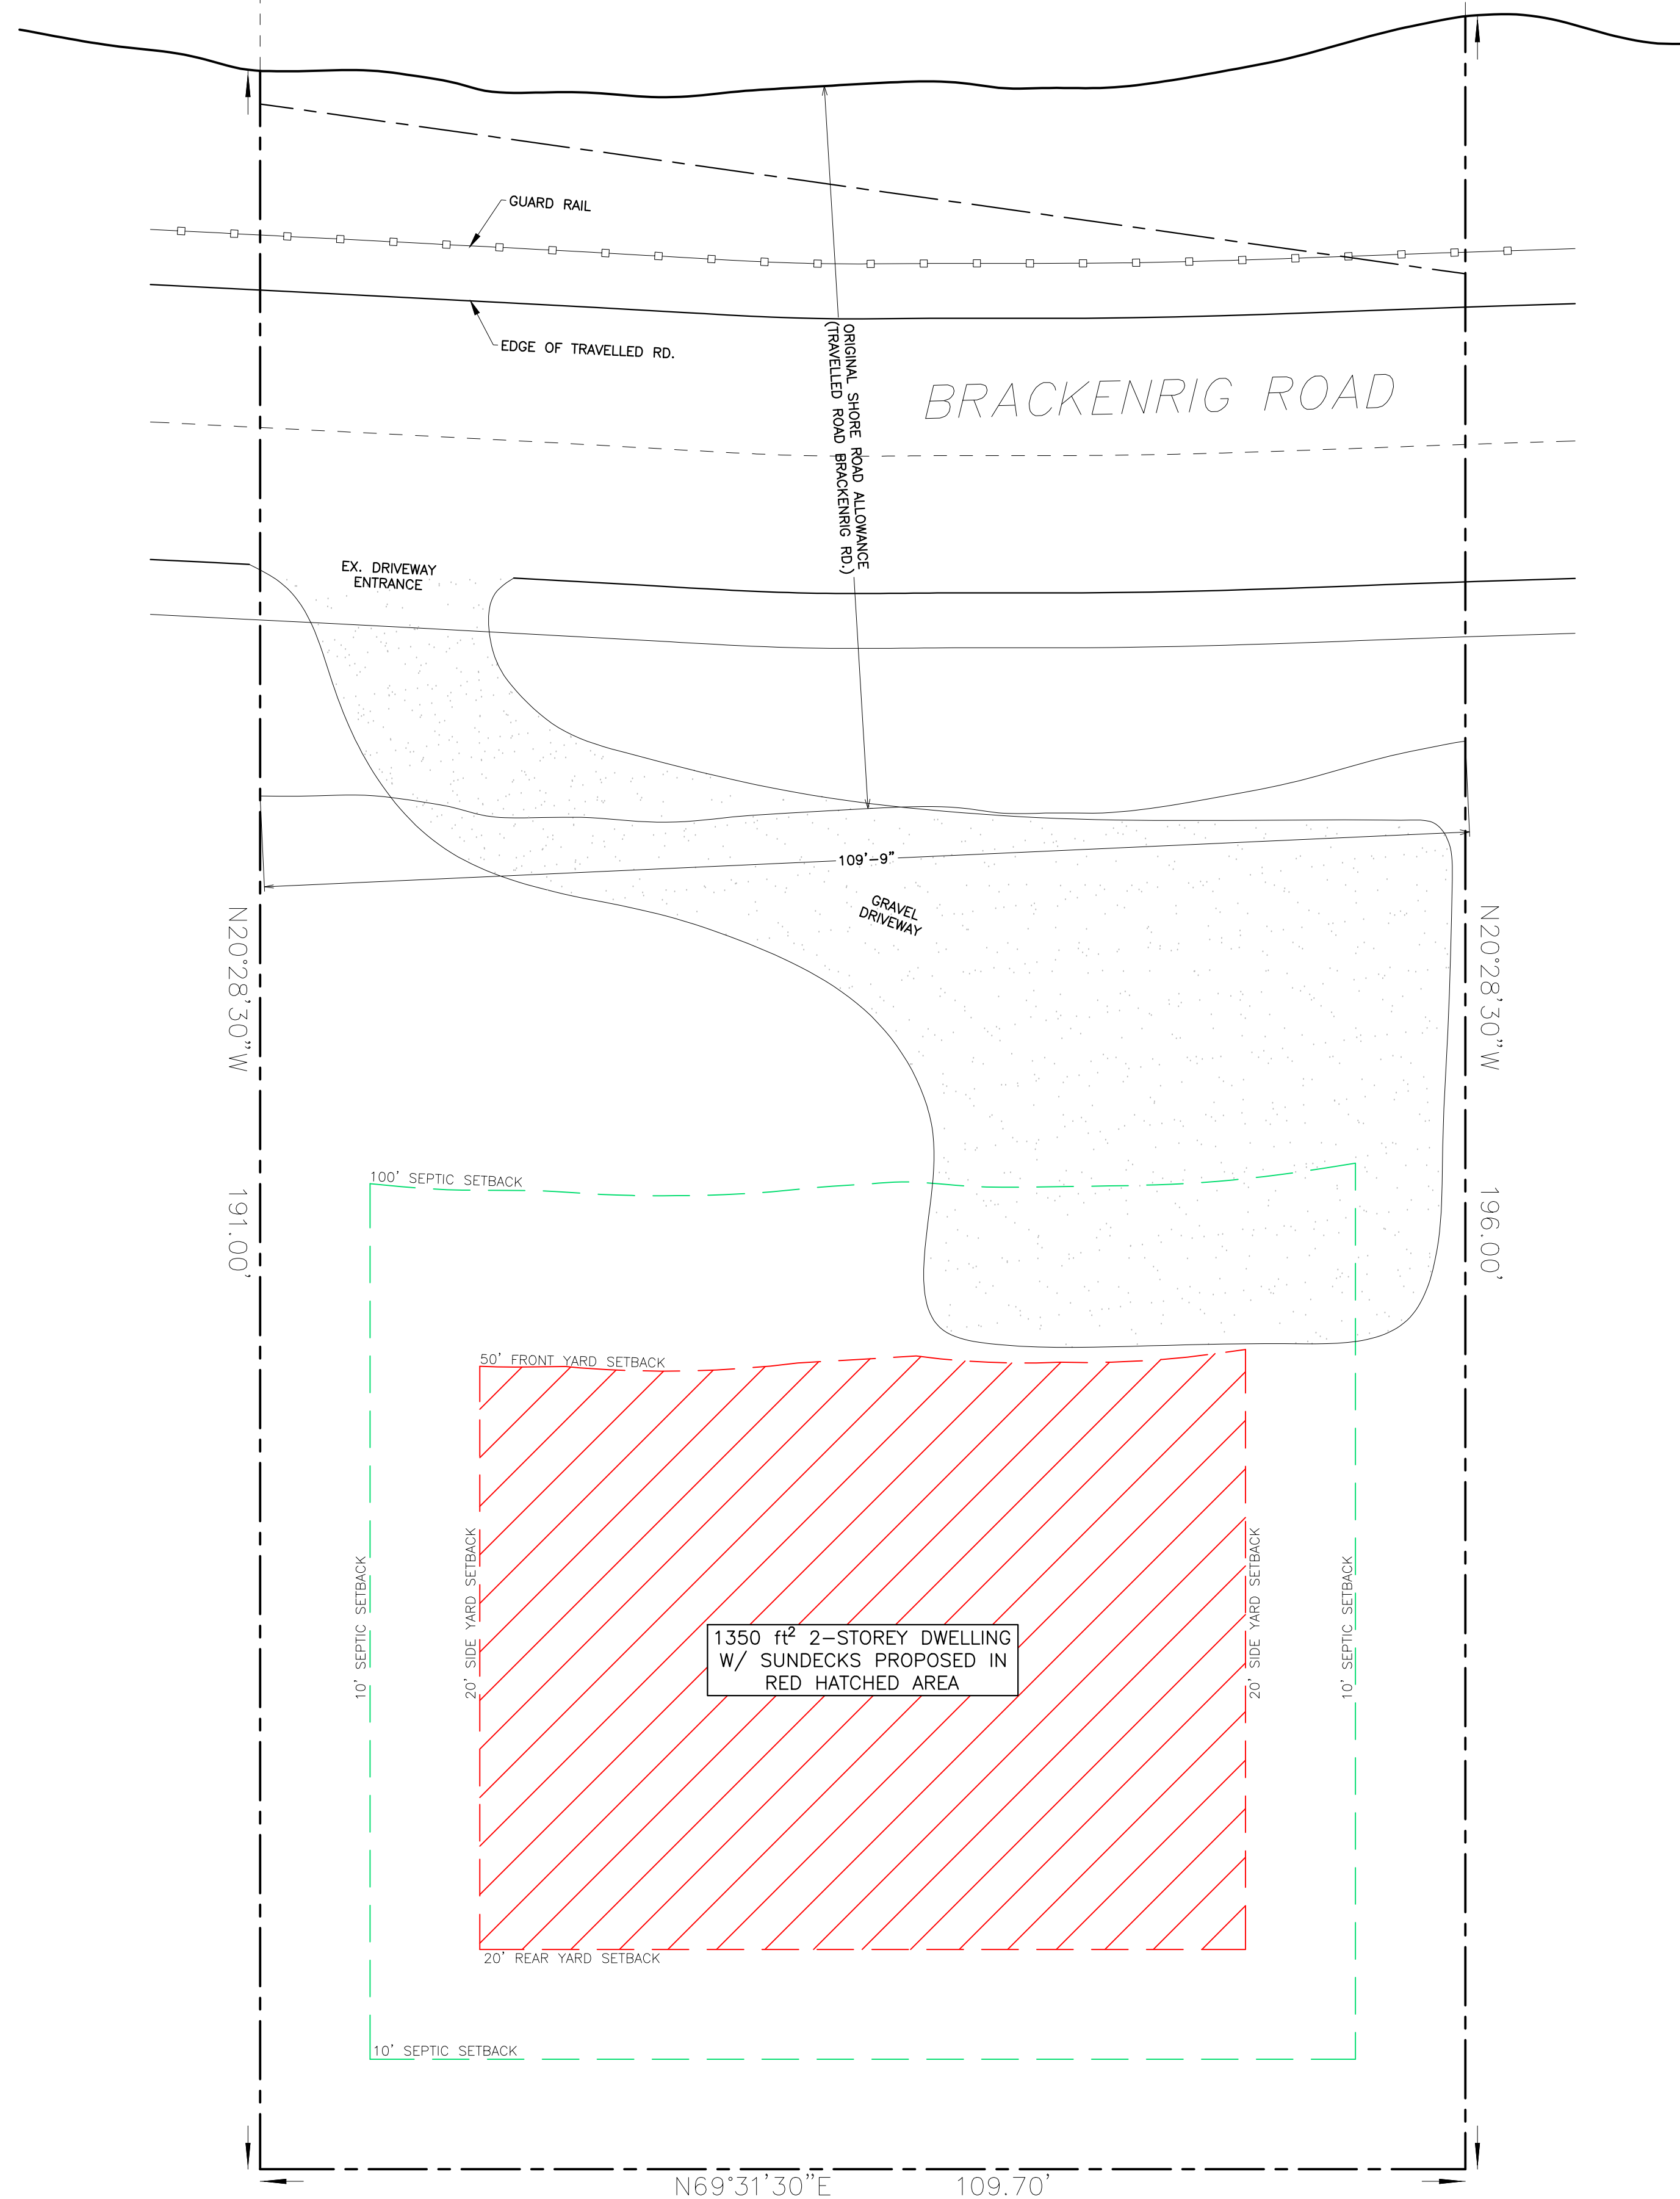 GUARD RAIL
EDGE OF TRAVELLED RD.
BRACKENRIG ROAD
ORIGINAL SHORE ROAD ALLOWANCE
(TRAVELLED ROAD BRACKENRIG RD.)
EX. DRIVEWAY
ENTRANCE
109'-9"
GRAVEL
DRIVEWAY
N20°28'30"W
191.00'
N20°28'30"W
196.00'
100' SEPTIC SETBACK
50' FRONT YARD SETBACK
10' SEPTIC SETBACK
20' SIDE YARD SETBACK
1350 ft² 2-STOREY DWELLING
W/ SUNDECKS PROPOSED IN
RED HATCHED AREA
20' SIDE YARD SETBACK
10' SEPTIC SETBACK
20' REAR YARD SETBACK
10' SEPTIC SETBACK
N69°31'30"E 109.70'